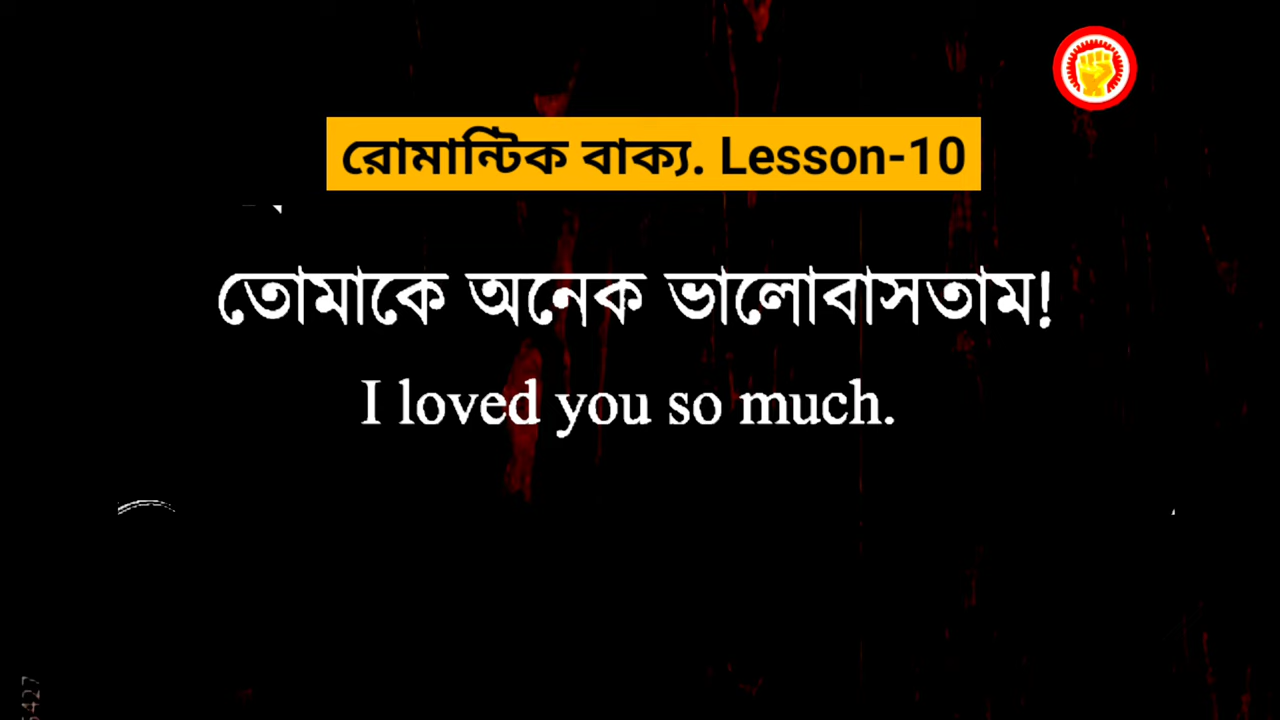 রোমান্টিক বাক্য. Lesson-10
তোমাকে অনেক ভালোবাসতাম!
I loved you so much.